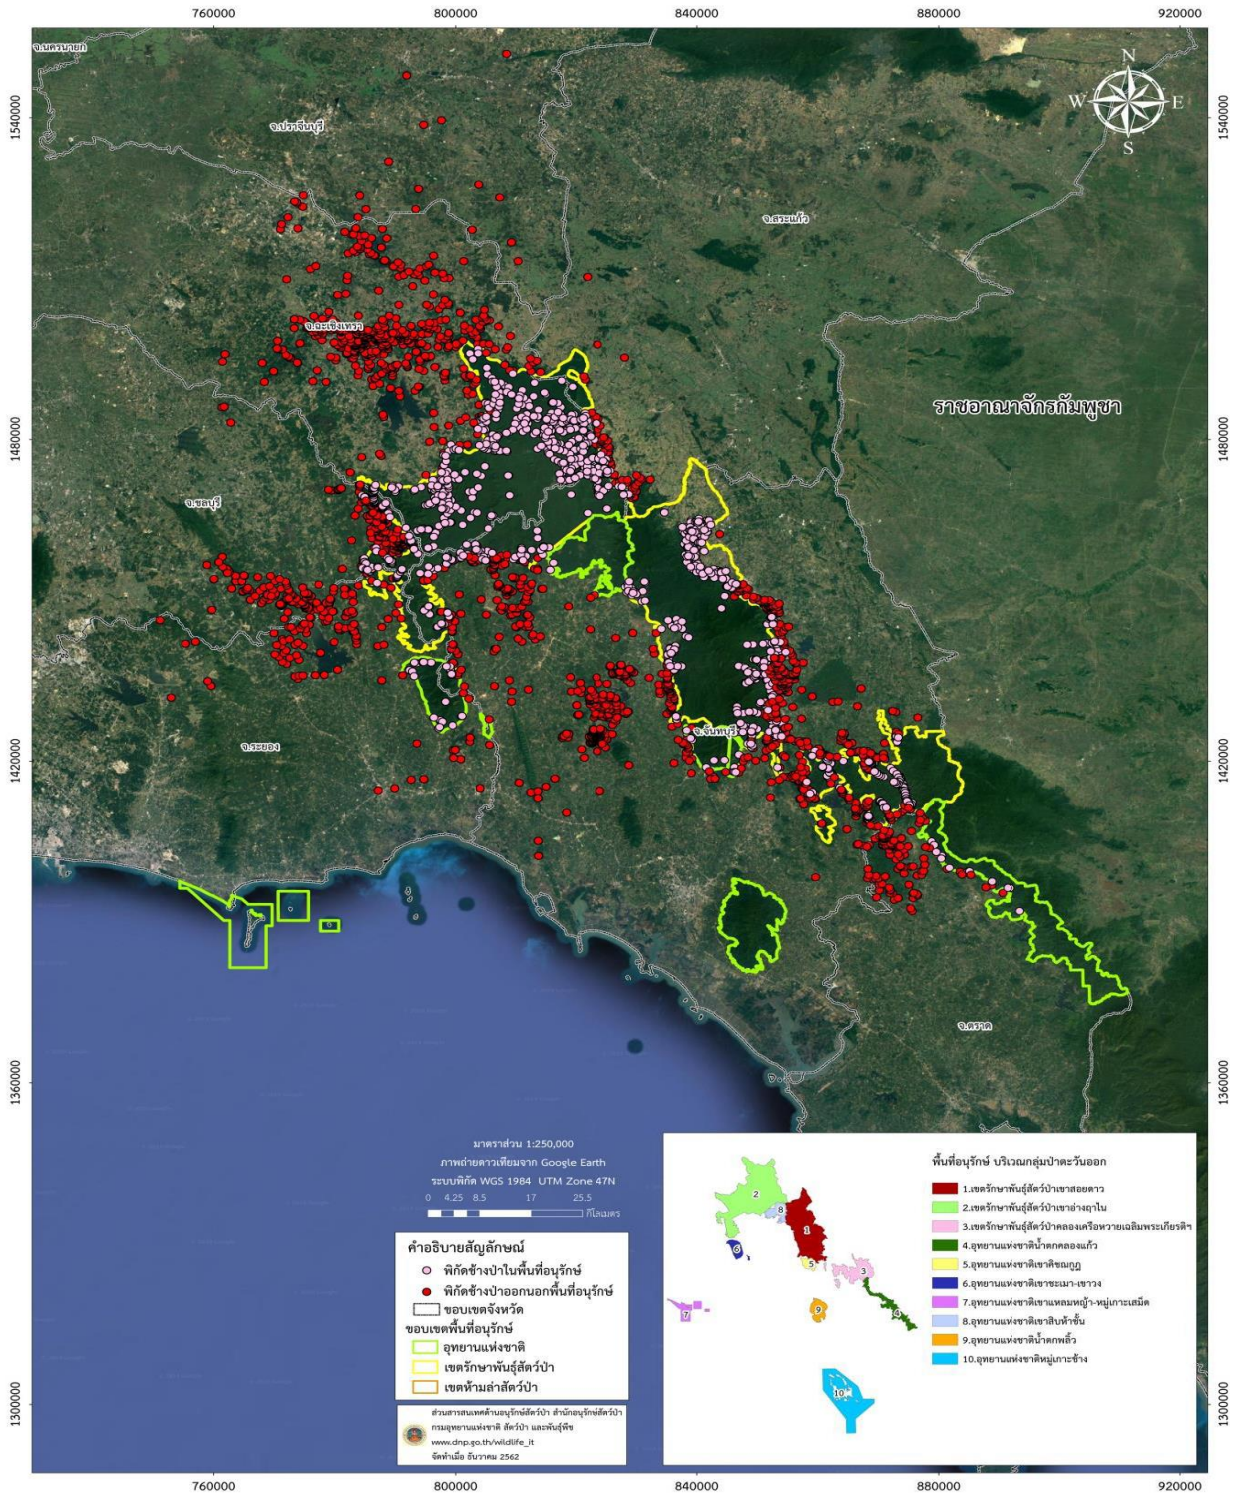 760000 800000 840000 880000 920000
N
W E
S
จ.นครนายก
1540000 1540000
จ.ปราจีนบุรี
จ.สระแก้ว
จ.ฉะเชิงเทรา
ราชอาณาจักรกัมพูชา
1480000 1480000
จ.ชลบุรี
จ.จันทบุรี
จ.ระยอง
1420000 1420000
จ.ตราด
1360000 1360000
มาตราส่วน 1:250,000
ภาพถ่ายดาวเทียมจาก Google Earth
ระบบพิกัด WGS 1984 UTM Zone 47N
0 4.25 8.5 17 25.5
กิโลเมตร
คำอธิบายสัญลักษณ์
พิกัดช้างป่าในพื้นที่อนุรักษ์
พิกัดช้างป่าออกนอกพื้นที่อนุรักษ์
ขอบเขตจังหวัด
ขอบเขตพื้นที่อนุรักษ์
อุทยานแห่งชาติ
เขตรักษาพันธุ์สัตว์ป่า
เขตห้ามล่าสัตว์ป่า
ส่วนสารสนเทศด้านอนุรักษ์สัตว์ป่า สำนักอนุรักษ์สัตว์ป่า
กรมอุทยานแห่งชาติ สัตว์ป่า และพันธุ์พืช
www.dnp.go.th/wildlife_it
จัดทำเมื่อ ธันวาคม 2562
พื้นที่อนุรักษ์ บริเวณกลุ่มป่าตะวันออก
1.เขตรักษาพันธุ์สัตว์ป่าเขาสอยดาว
2.เขตรักษาพันธุ์สัตว์ป่าเขาอ่างฤาไน
3.เขตรักษาพันธุ์สัตว์ป่าคลองเครือหวายเฉลิมพระเกียรติฯ
4.อุทยานแห่งชาติน้ำตกคลองแก้ว
5.อุทยานแห่งชาติเขาคิชฌกูฏ
6.อุทยานแห่งชาติเขาชะเมา-เขาวง
7.อุทยานแห่งชาติเขาแหลมหญ้า-หมู่เกาะเสม็ด
8.อุทยานแห่งชาติเขาสิบห้าชั้น
9.อุทยานแห่งชาติน้ำตกพลิ้ว
10.อุทยานแห่งชาติหมู่เกาะช้าง
2
8
1
6
5
3
7
9
4
10
1300000 1300000
760000 800000 840000 880000 920000